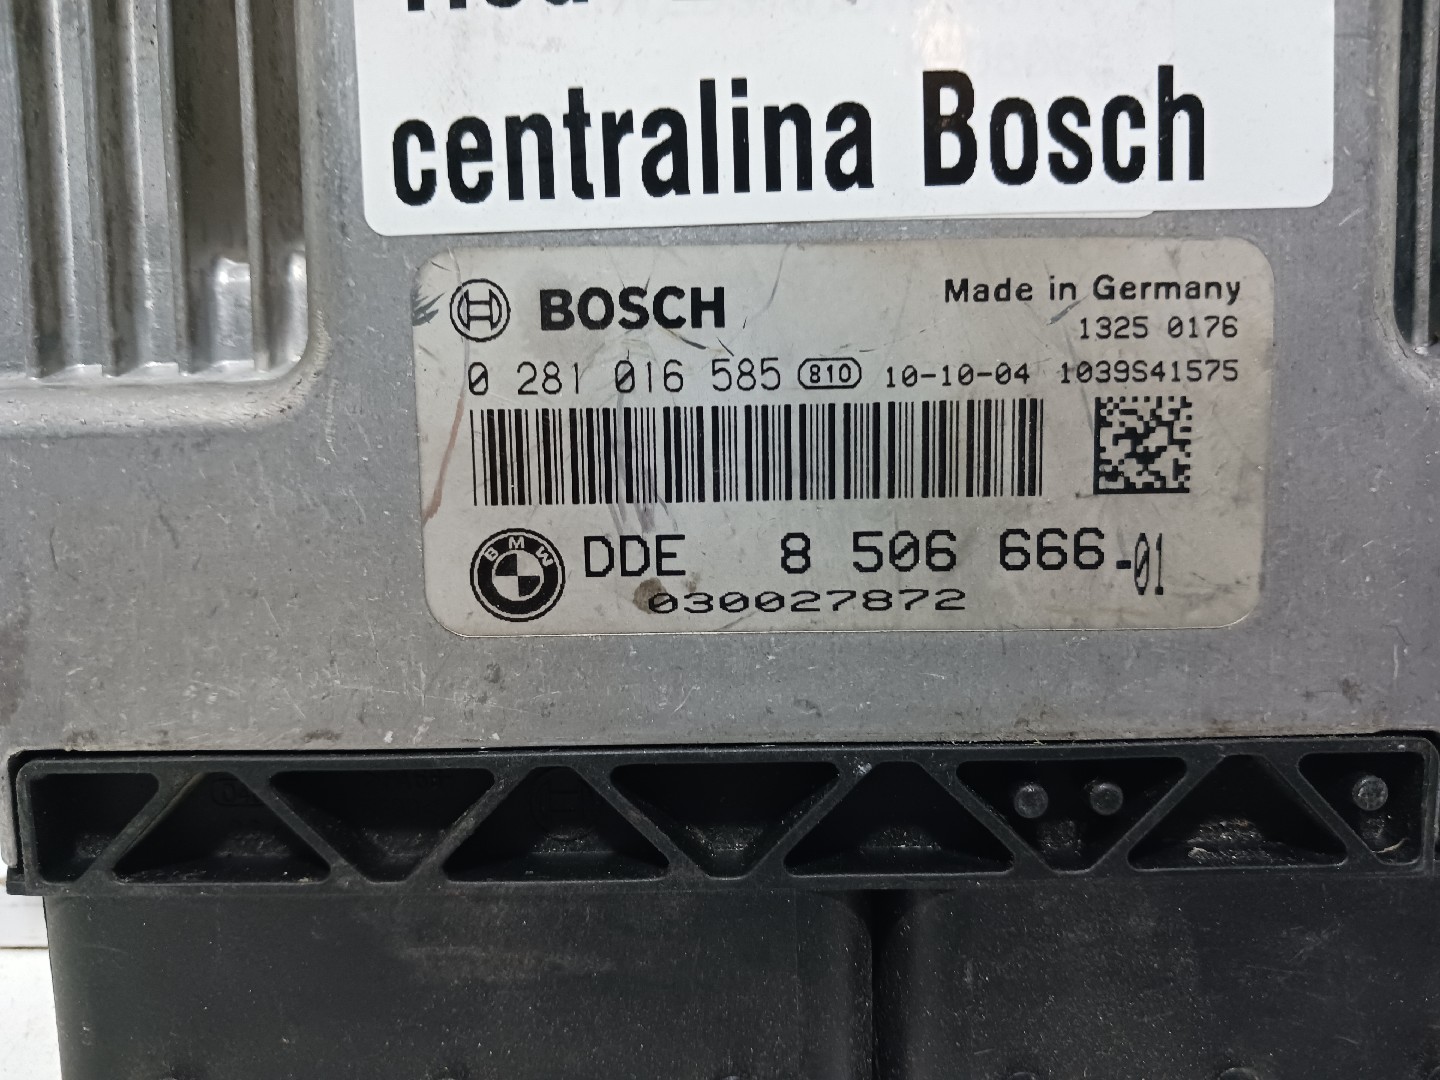 centralina Bosch
BOSCH
Made in Germany
1325 0176
0 281 016 585 810 10-10-04 1039S41575
BMW
DDE 8 506 666-01
030027872